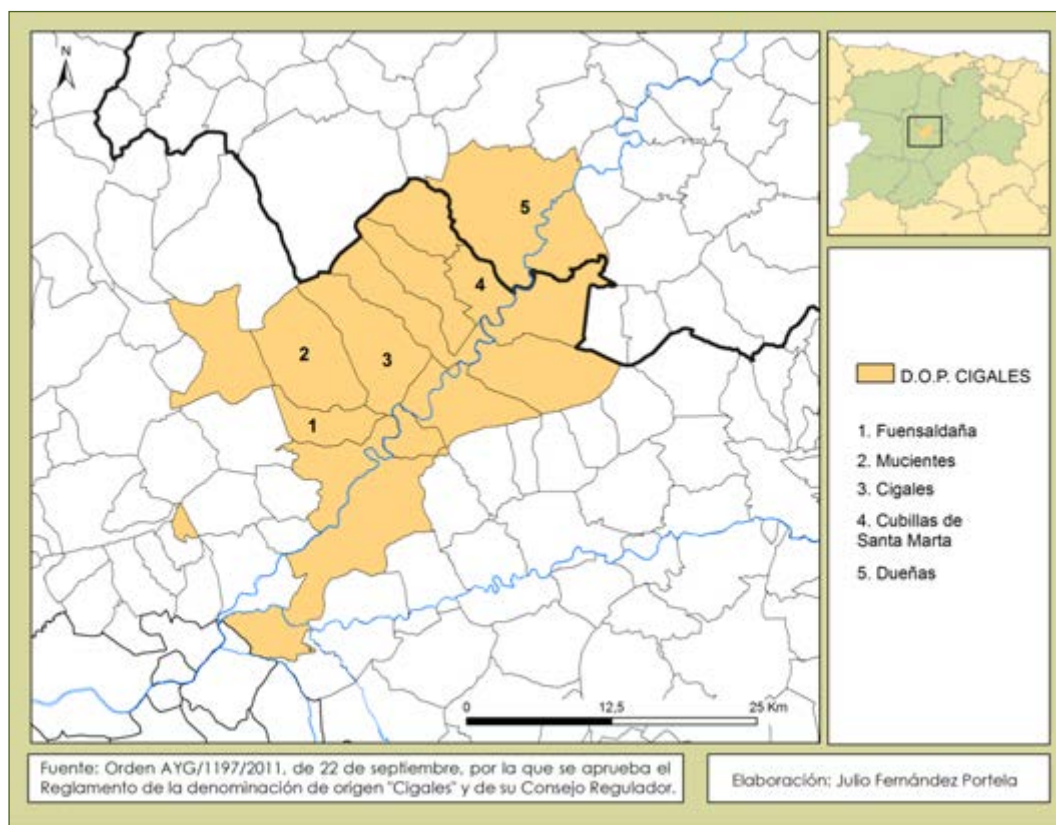 N
5
4
2
3
1
0
12,5
25 Km
D.O.P. CIGALES
1. Fuensaldaña
2. Mucientes
3. Cigales
4. Cubillas de
Santa Marta
5. Dueñas
Fuente: Orden AYG/1197/2011, de 22 de septiembre, por la que se aprueba el
Reglamento de la denominación de origen "Cigales" y de su Consejo Regulador.
Elaboración: Julio Fernández Portela